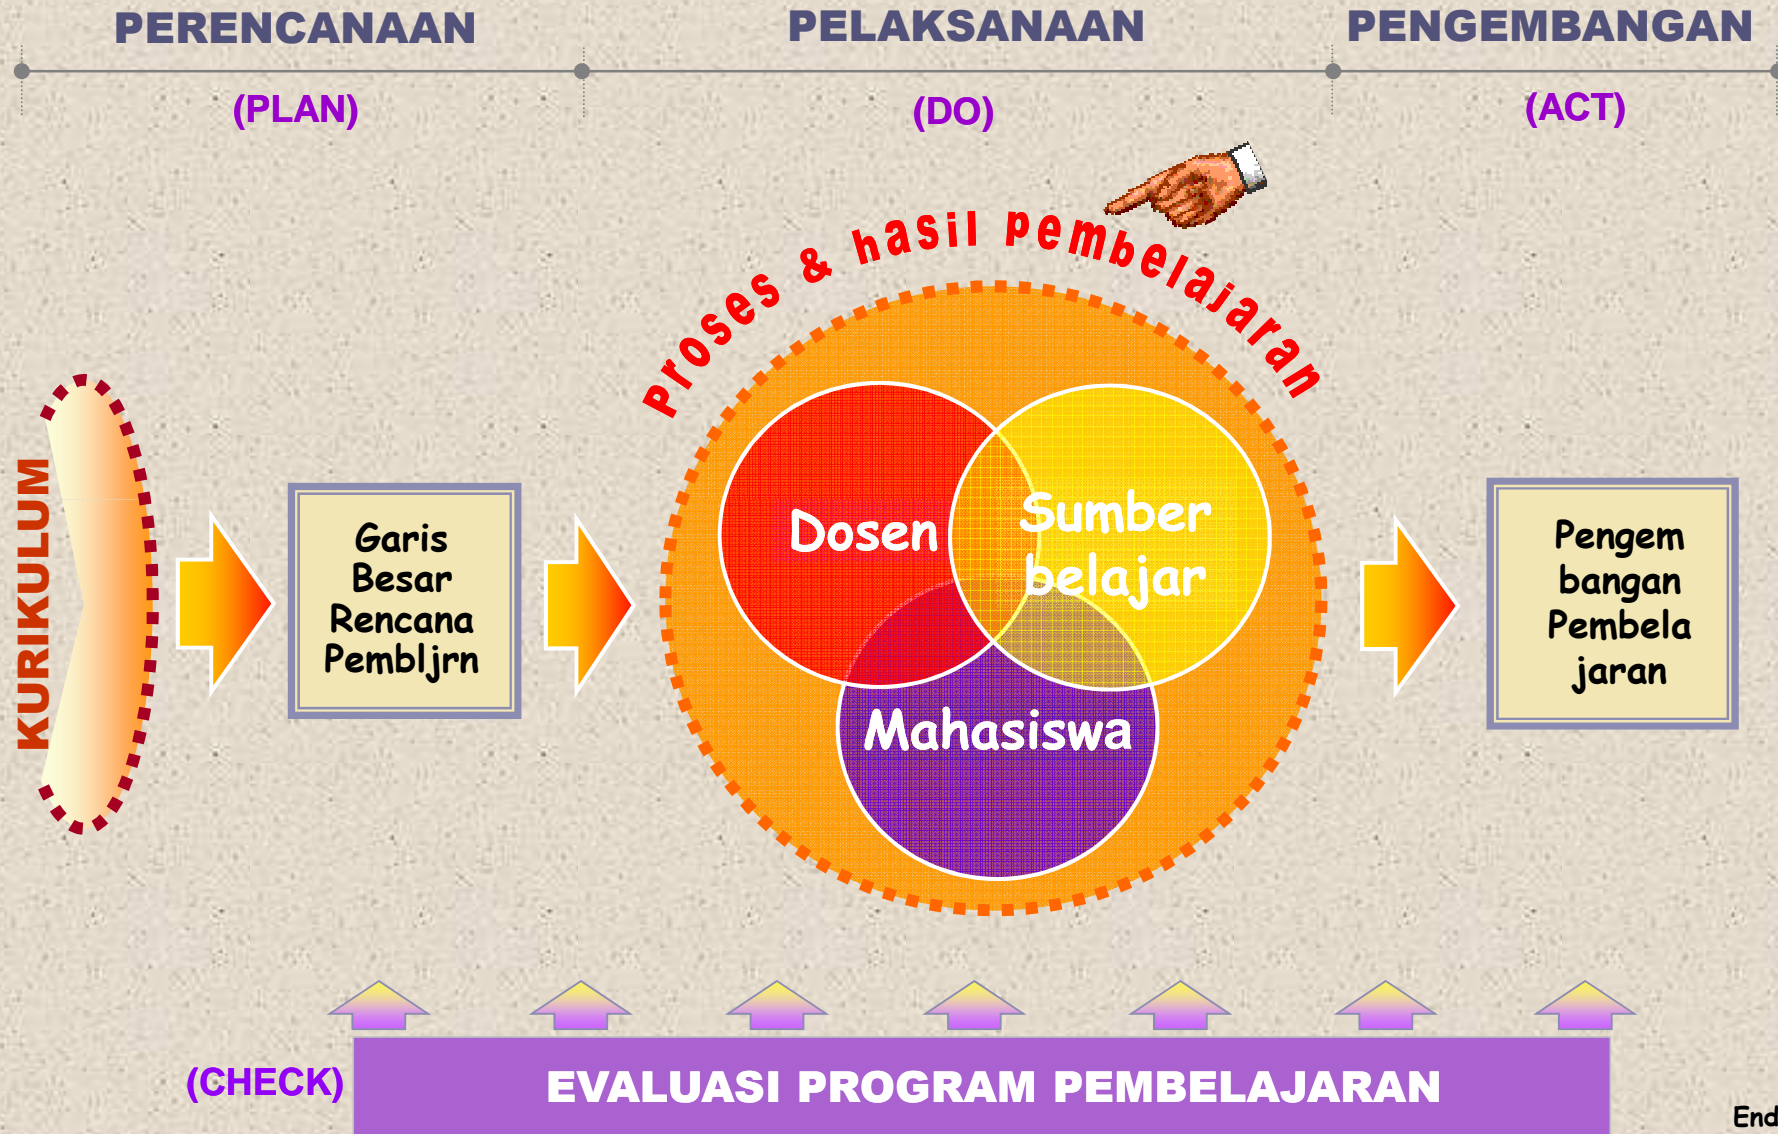 PERENCANAAN
PELAKSANAAN
PENGEMBANGAN
(PLAN)
(DO)
(ACT)
Proses & hasil pembelajaran
KURIKULUM
Garis
Besar
Rencana
Pembljrn
Dosen
Sumber
belajar
Mahasiswa
Pengem
bangan
Pembela
jaran
(CHECK)
EVALUASI PROGRAM PEMBELAJARAN
End